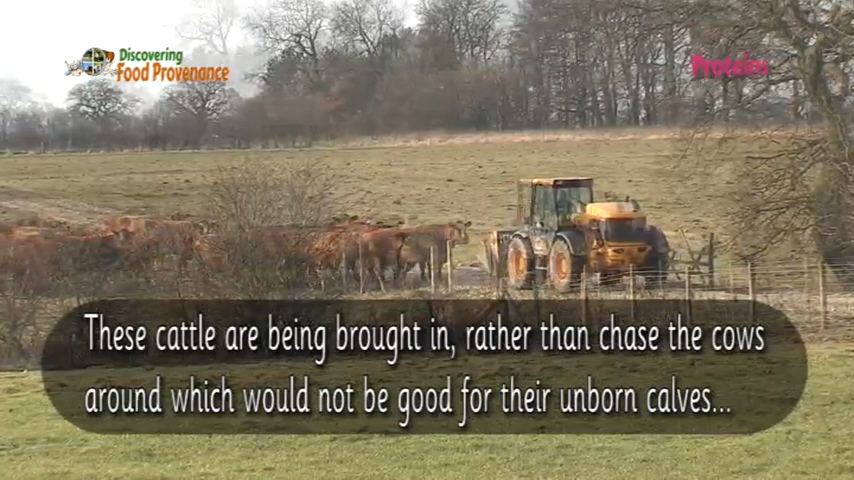 Discovering
Food Provenance
Proteins
These cattle are being brought in, rather than chase the cows
around which would not be good for their unborn calves...